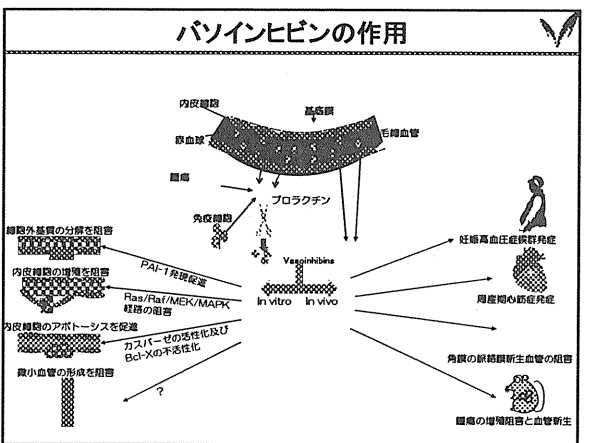 バソインヒビンの作用
内皮細胞
基底膜
赤血球
毛細血管
腫瘍
プロラクチン
免疫細胞
細胞外基質の分解を阻害
妊娠高血圧症候群発症
PAI-1発現促進
Vasoinhibins
内皮細胞の増殖を阻害
周産期心筋症発症
Ras/Raf/MEK/MAPK
経路の阻害
In vitro In vivo
内皮細胞のアポトーシスを促進
カスパーゼの活性化及び
Bcl-Xの不活性化
角膜の脈絡膜新生血管の阻害
微小血管の形成を阻害
?
腫瘍の増殖阻害と血管新生